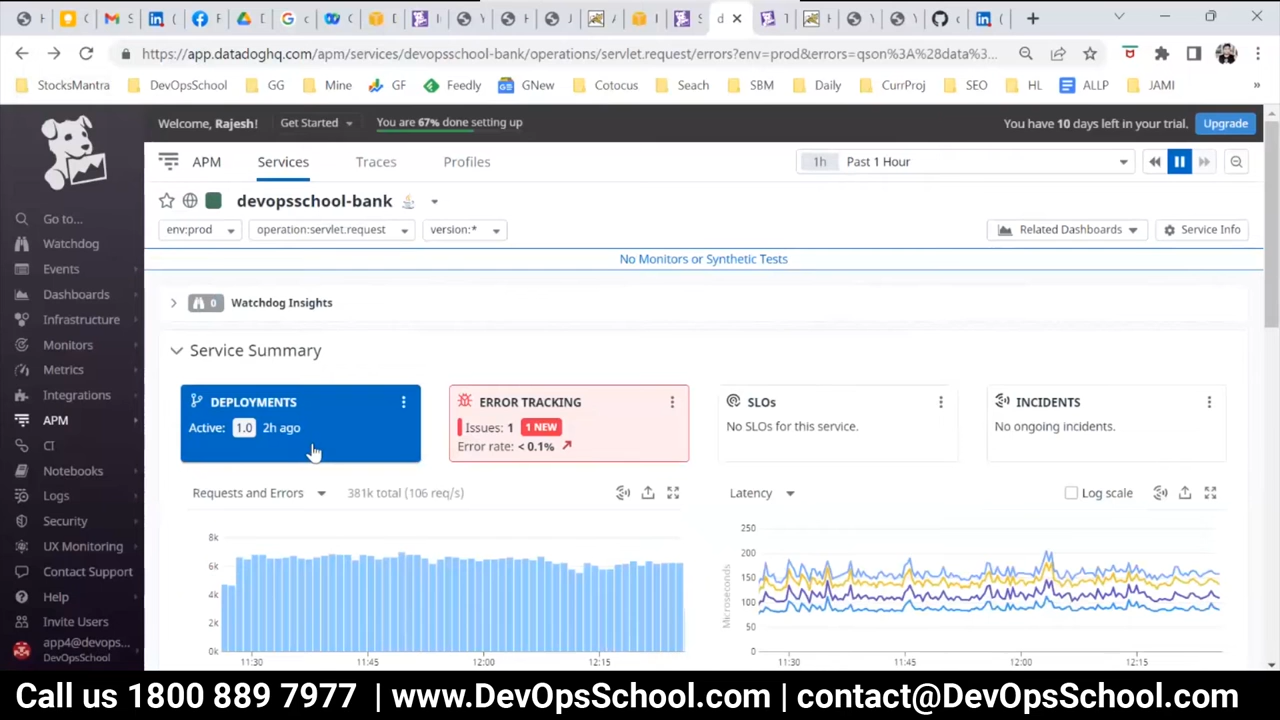 https://app.datadoghq.com/apm/services/devopsschool-bank/operations/servlet.request/errors?env=prod&errors=qson%3A%28data%3...
StocksMantra DevOpsSchool GG Mine GF Feedly GNew Cotocus Seach SBM Daily CurrProj SEO HL ALLP JAMI »
Welcome, Rajesh! Get Started You are 67% done setting up You have 10 days left in your trial. Upgrade
APM Services Traces Profiles 1h Past 1 Hour
devopsschool-bank
env:prod operation:servlet.request version:* Related Dashboards Service Info
No Monitors or Synthetic Tests
0 Watchdog Insights
Service Summary
DEPLOYMENTS
Active: 1.0 2h ago
ERROR TRACKING
Issues: 1 1 NEW
Error rate: < 0.1%
SLOs
No SLOs for this service.
INCIDENTS
No ongoing incidents.
Requests and Errors 381k total (106 req/s)
8k
6k
4k
2k
0k
11:30 11:45 12:00 12:15
Latency Log scale
Microseconds
250
200
150
100
50
0
11:30 11:45 12:00 12:15
Go to...
Watchdog
Events
Dashboards
Infrastructure
Monitors
Metrics
Integrations
APM
CI
Notebooks
Logs
Security
UX Monitoring
Contact Support
Help
Invite Users
app4@devops...
DevOpsSchool
Call us 1800 889 7977 | www.DevOpsSchool.com | contact@DevOpsSchool.com